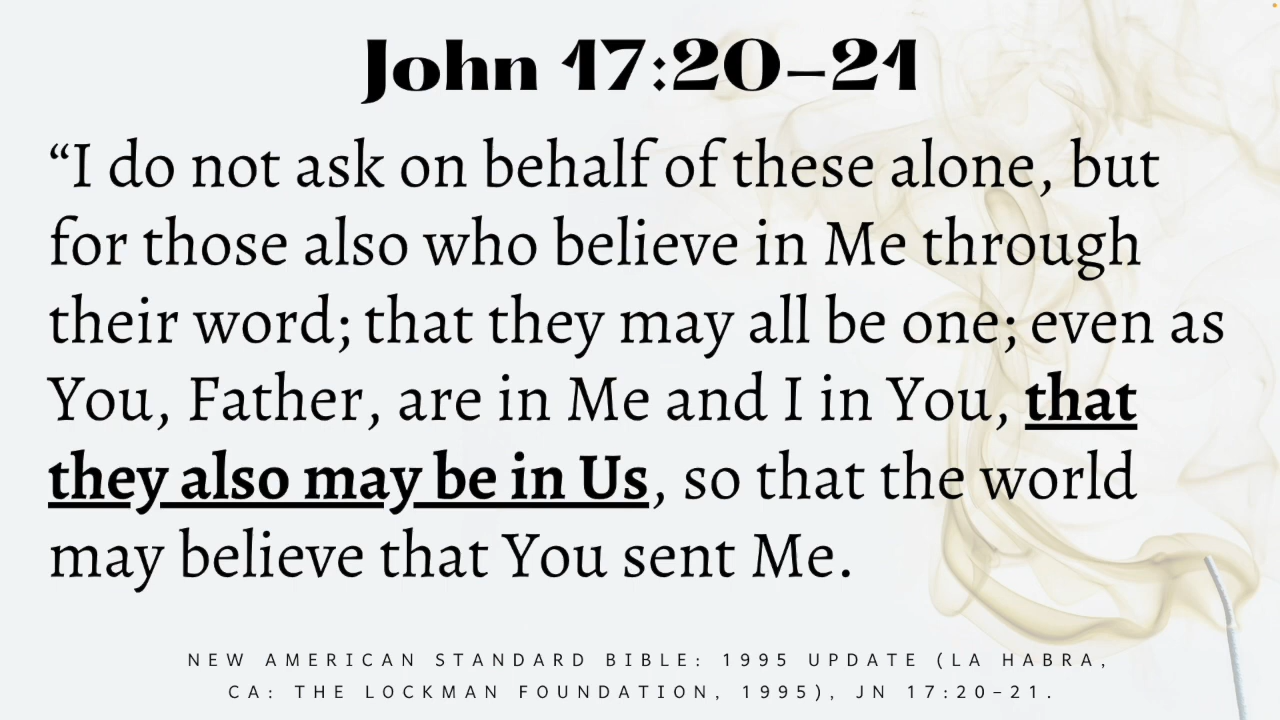 John 17:20–21
“I do not ask on behalf of these alone, but
for those also who believe in Me through
their word; that they may all be one; even as
You, Father, are in Me and I in You, that
they also may be in Us, so that the world
may believe that You sent Me.
NEW AMERICAN STANDARD BIBLE: 1995 UPDATE (LA HABRA,
CA: THE LOCKMAN FOUNDATION, 1995), JN 17:20–21.